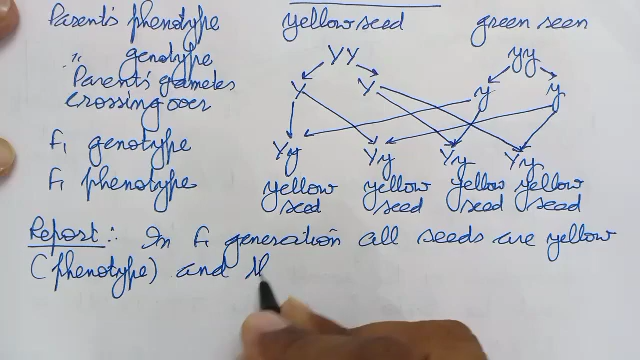 Parent's phenotype yellow seed green seen
" genotype YY yy
Parent's gametes Y Y y y
crossing over
F1 genotype Yy Yy Yy Yy
F1 phenotype yellow seed yellow seed yellow seed yellow seed
Repost:- In F1 generation all seeds are yellow
(phenotype) and